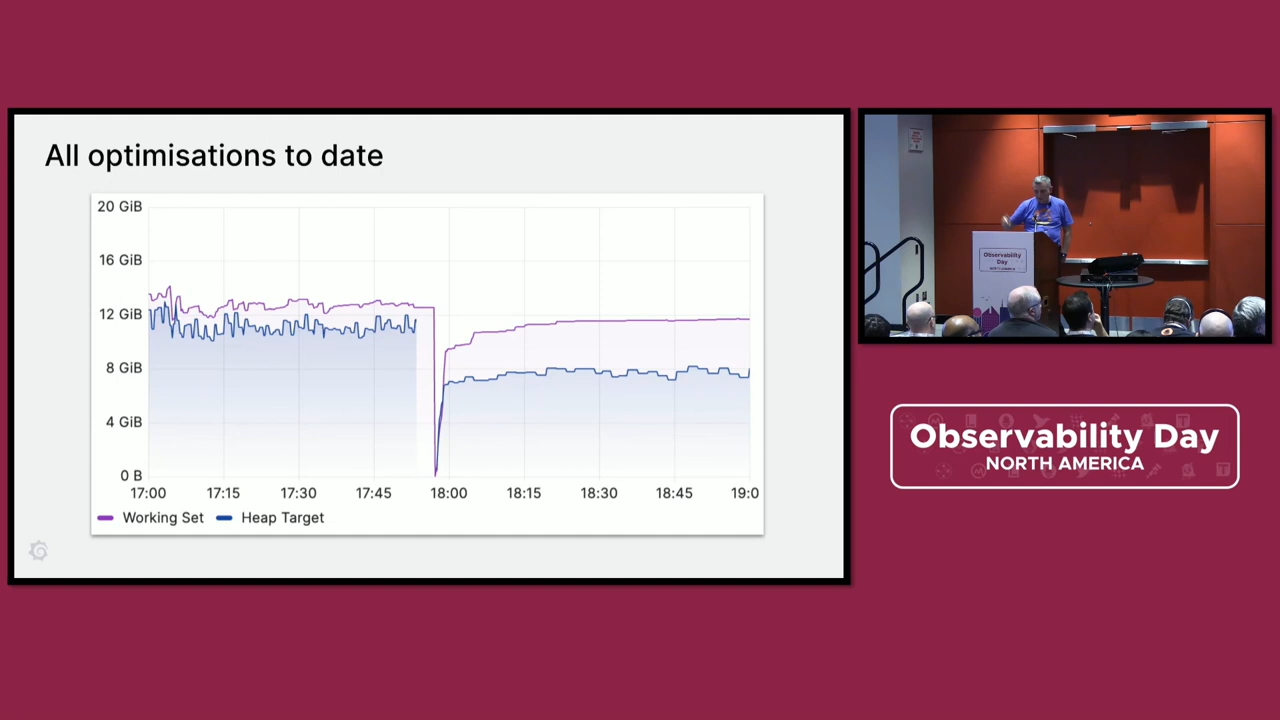 All optimisations to date
20 GiB
16 GiB
12 GiB
8 GiB
4 GiB
0 B
17:00 17:15 17:30 17:45 18:00 18:15 18:30 18:45 19:0
Working Set Heap Target
Observability
Day
NORTH AMERICA
Observability Day
NORTH AMERICA